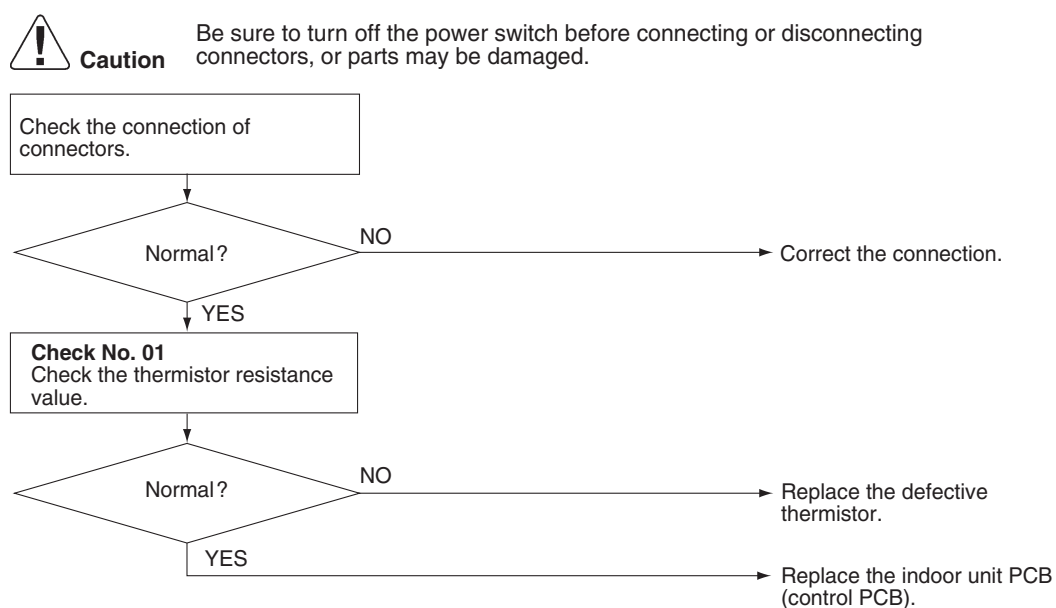 Caution
Be sure to turn off the power switch before connecting or disconnecting
connectors, or parts may be damaged.
Check the connection of
connectors.
Normal?
NO
Correct the connection.
YES
Check No. 01
Check the thermistor resistance
value.
Normal?
NO
Replace the defective
thermistor.
YES
Replace the indoor unit PCB
(control PCB).